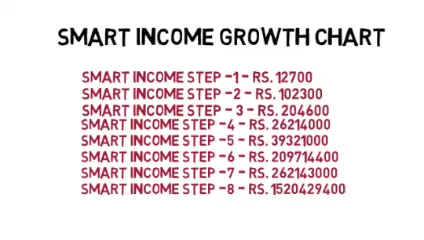 SMART INCOME GROWTH CHART
SMART INCOME STEP -1 - RS. 12700
SMART INCOME STEP -2 - RS. 102300
SMART INCOME STEP - 3 - RS. 204600
SMART INCOME STEP -4 - RS. 26214000
SMART INCOME STEP -5 - RS. 39321000
SMART INCOME STEP -6 - RS. 209714400
SMART INCOME STEP -7 - RS. 262143000
SMART INCOME STEP -8 - RS. 1520429400